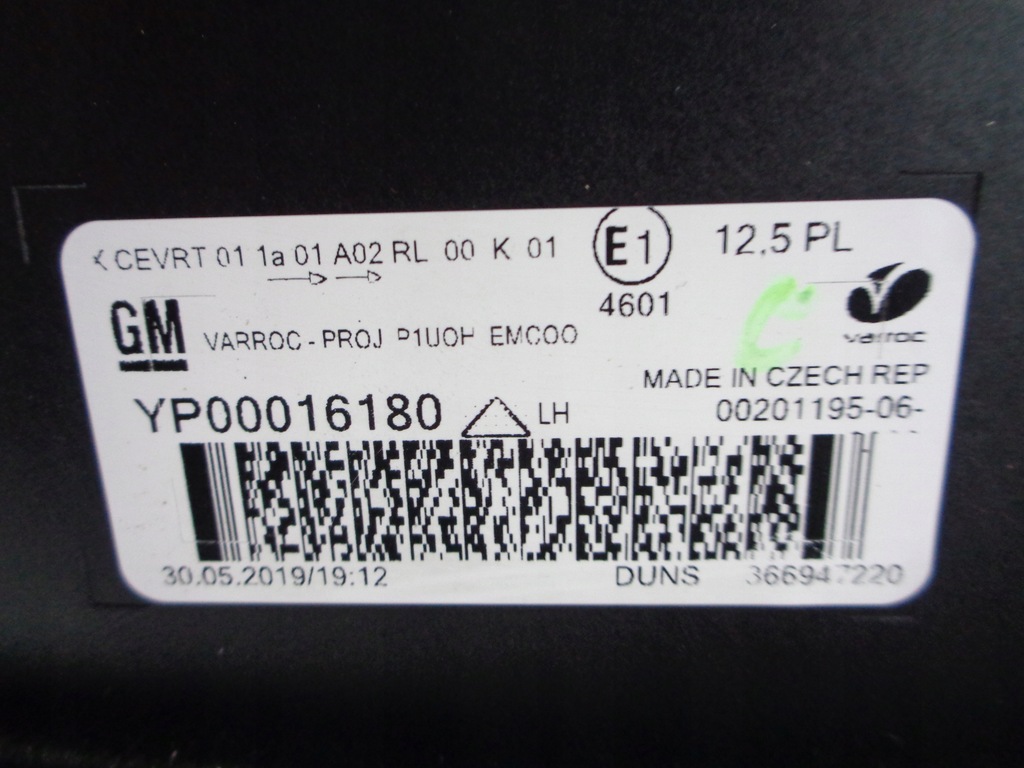 CEVRT 01 1a 01 A02 RL 00 K 01
E1
12,5 PL
4601
GM
VARROC - PROJ P1UOH EMCOO
varroc
MADE IN CZECH REP
YP00016180 LH
00201195-06-
30.05.2019/19:12
DUNS 366947220